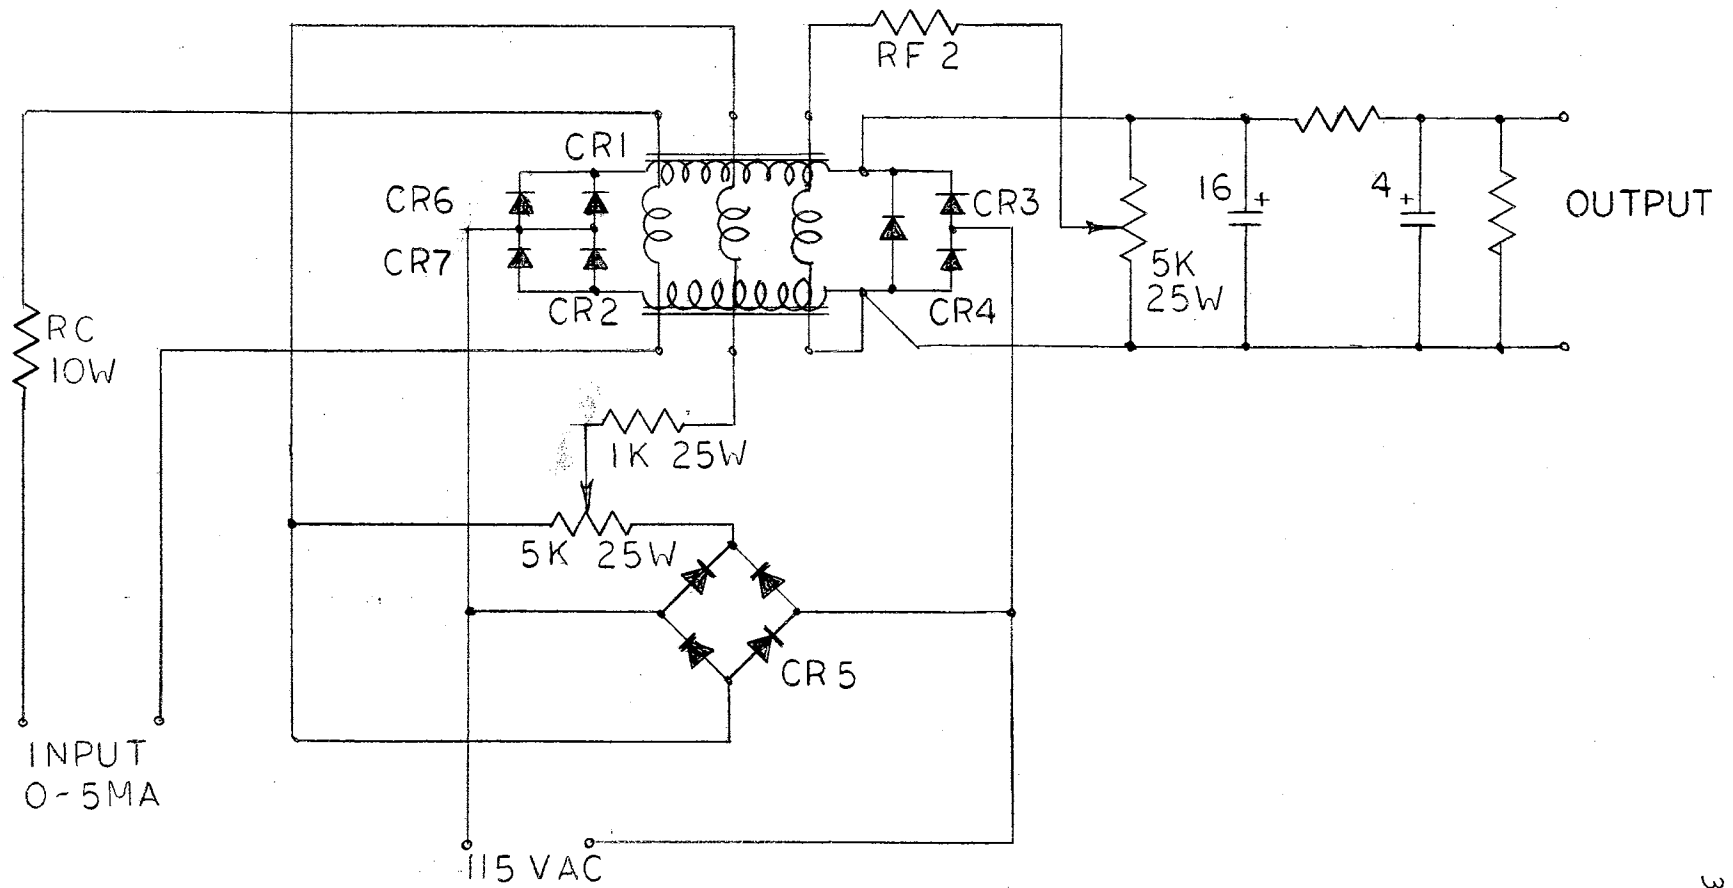 RF 2
CR1
CR6
CR3
16 +
4 +
OUTPUT
CR7
5K
25W
CR2
CR4
RC
10W
1K 25W
5K 25W
CR5
INPUT
0-5MA
115 VAC
3